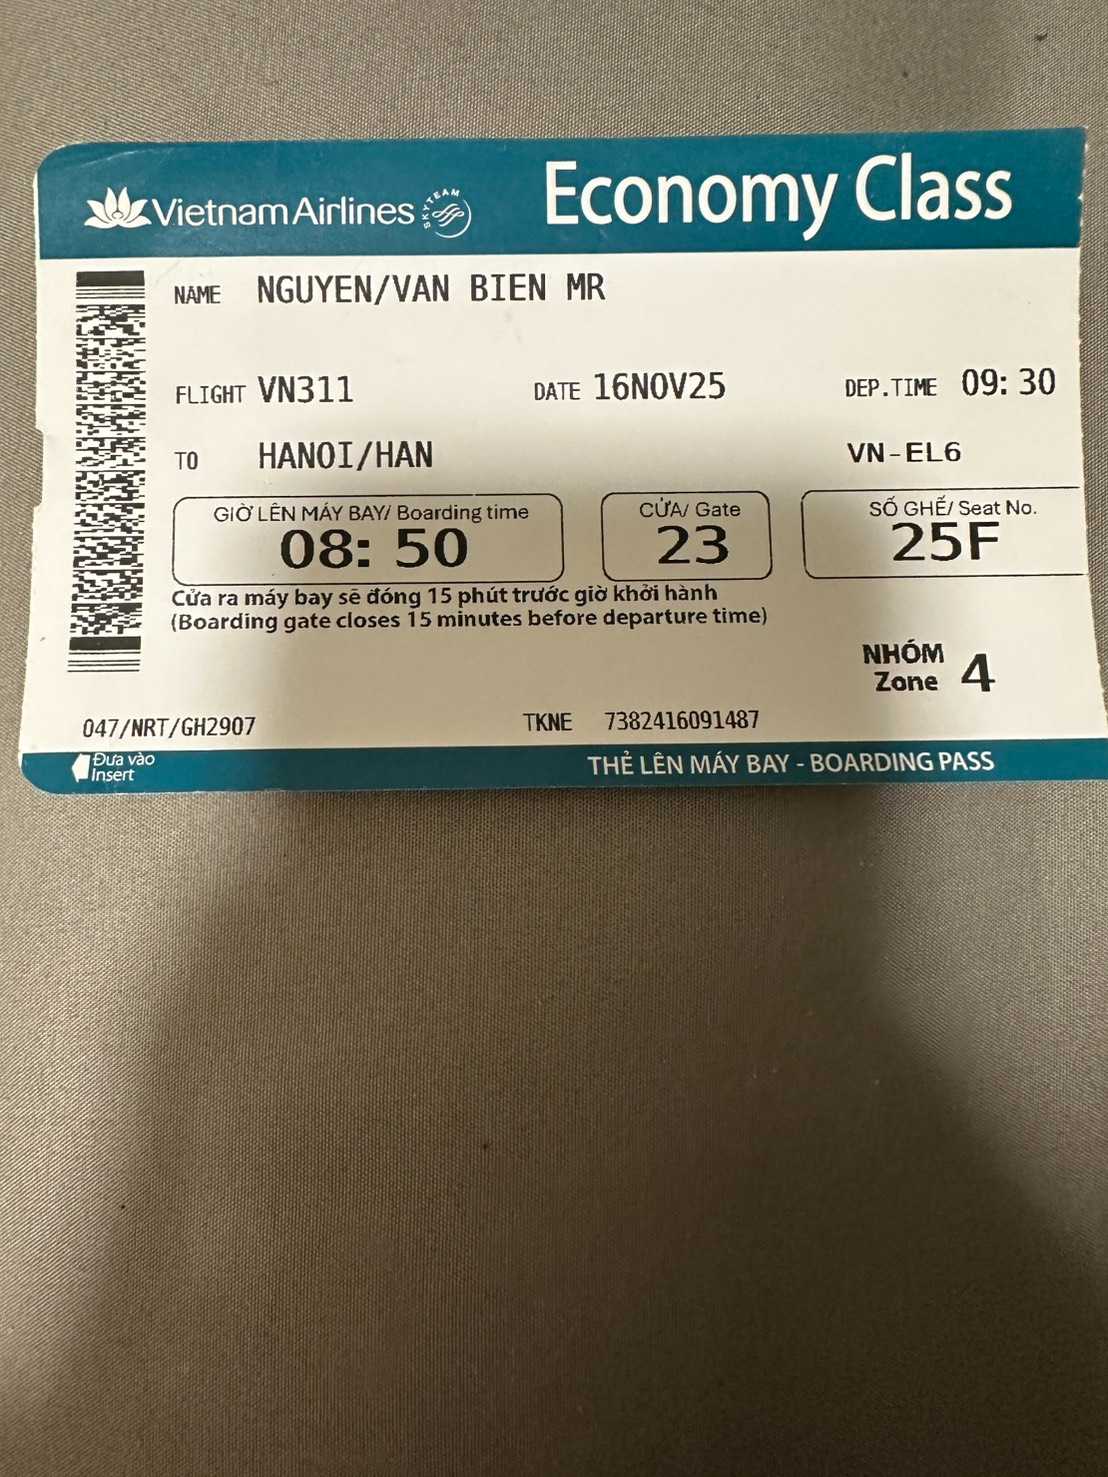 Vietnam Airlines SKYTEAM Economy Class
NAME NGUYEN/VAN BIEN MR
FLIGHT VN311 DATE 16NOV25 DEP.TIME 09: 30
TO HANOI/HAN VN-EL6
GIỜ LÊN MÁY BAY/ Boarding time CỬA/ Gate SỐ GHẾ/ Seat No.
08: 50 23 25F
Cửa ra máy bay sẽ đóng 15 phút trước giờ khởi hành
(Boarding gate closes 15 minutes before departure time)
NHÓM
Zone 4
047/NRT/GH2907 TKNE 7382416091487
Đưa vào
Insert
THẺ LÊN MÁY BAY - BOARDING PASS